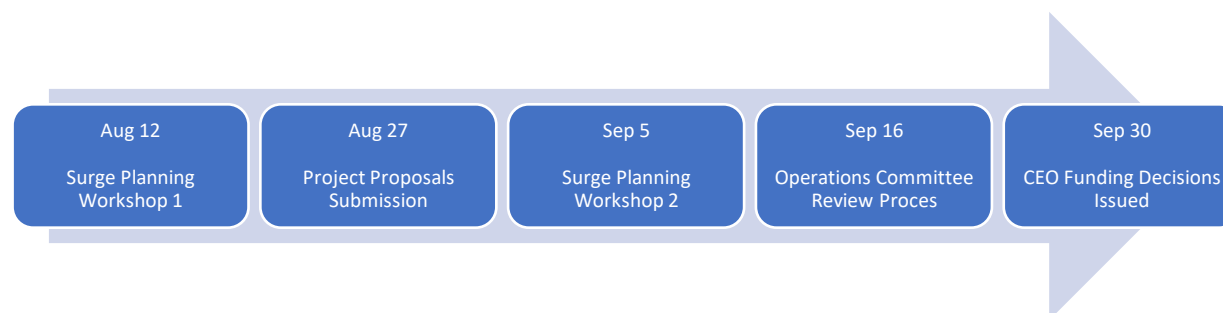 Aug 12
Surge Planning
Workshop 1
Aug 27
Project Proposals
Submission
Sep 5
Surge Planning
Workshop 2
Sep 16
Operations Committee
Review Proces
Sep 30
CEO Funding Decisions
Issued